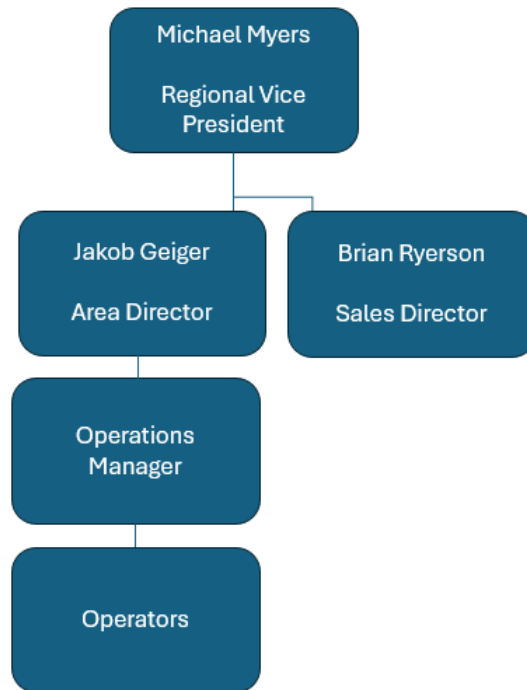 Michael Myers
Regional Vice
President
Jakob Geiger
Area Director
Brian Ryerson
Sales Director
Operations
Manager
Operators